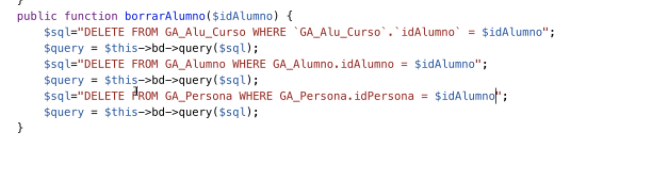 }
public function borrarAlumno($idAlumno) {
$sql="DELETE FROM GA_Alu_Curso WHERE `GA_Alu_Curso`.`idAlumno` = $idAlumno";
$query = $this->bd->query($sql);
$sql="DELETE FROM GA_Alumno WHERE GA_Alumno.idAlumno = $idAlumno";
$query = $this->bd->query($sql);
$sql="DELETE FROM GA_Persona WHERE GA_Persona.idPersona = $idAlumno";
$query = $this->bd->query($sql);
}